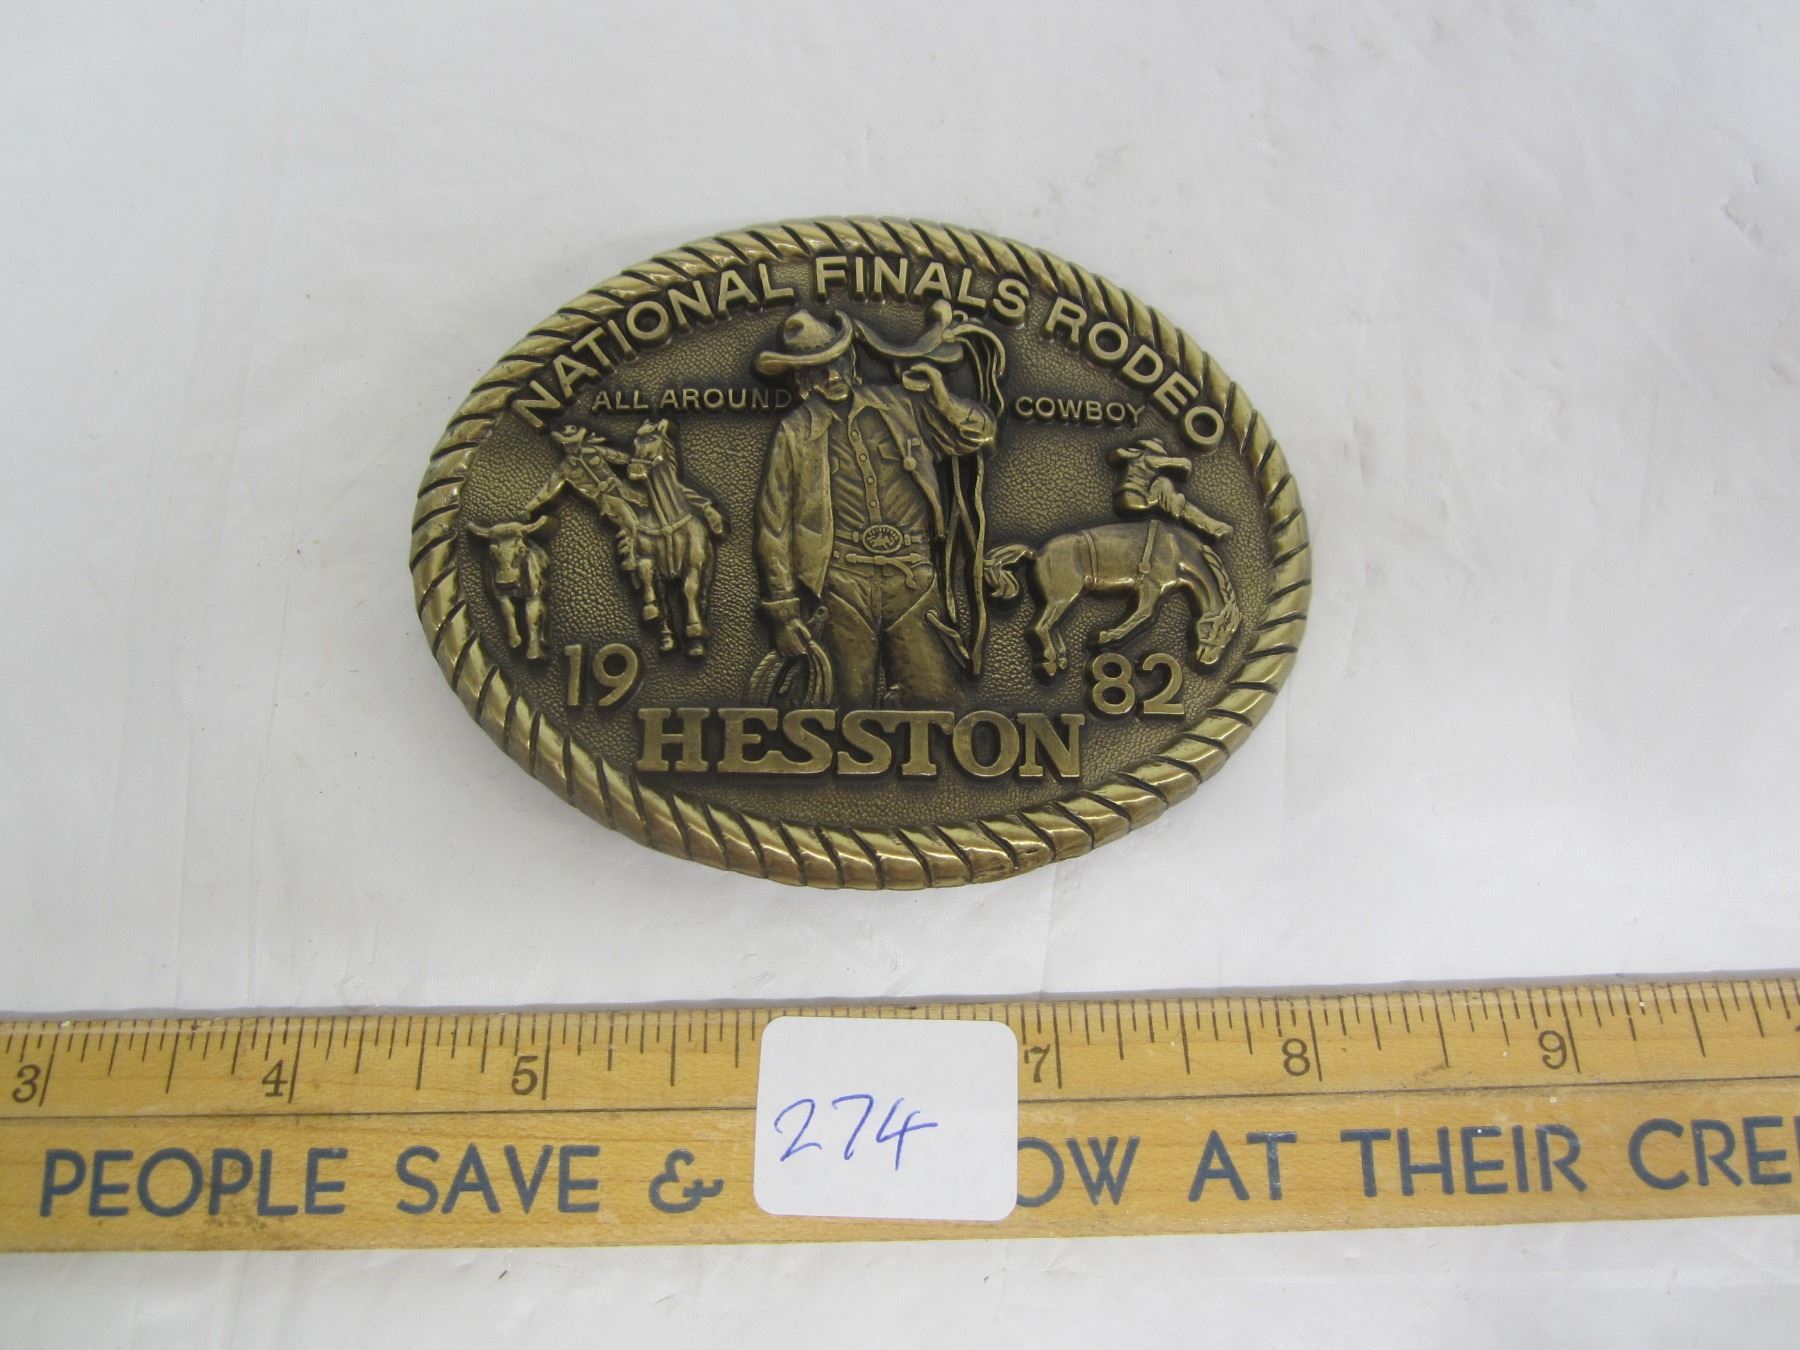 NATIONAL FINALS RODEO
ALL AROUND COWBOY
19 82
HESSTON
3 4 5 7 8 9
274
PEOPLE SAVE & OW AT THEIR CRE